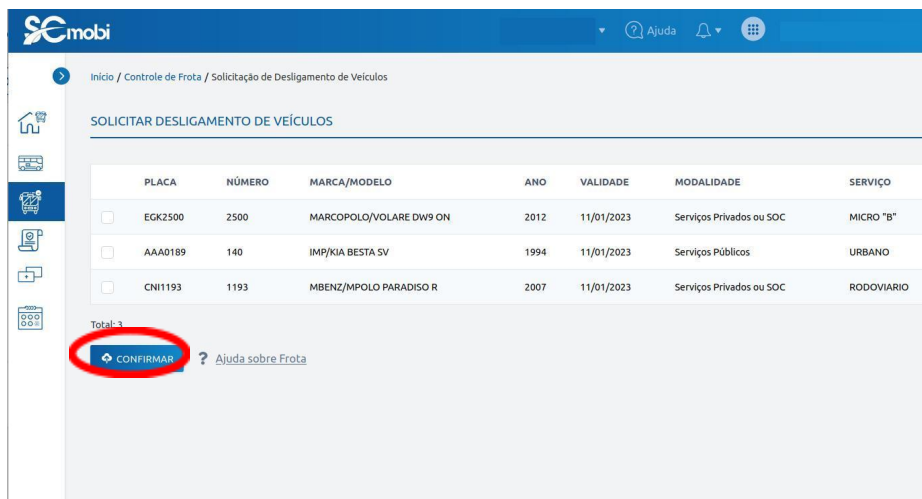 SCmobi
Ajuda
Início / Controle de Frota / Solicitação de Desligamento de Veículos
SOLICITAR DESLIGAMENTO DE VEÍCULOS
PLACA NÚMERO MARCA/MODELO ANO VALIDADE MODALIDADE SERVIÇO
EGK2500 2500 MARCOPOLO/VOLARE DW9 ON 2012 11/01/2023 Serviços Privados ou SOC MICRO "B"
AAA0189 140 IMP/KIA BESTA SV 1994 11/01/2023 Serviços Públicos URBANO
CNI1193 1193 MBENZ/MPOLO PARADISO R 2007 11/01/2023 Serviços Privados ou SOC RODOVIARIO
Total: 3
CONFIRMAR ? Ajuda sobre Frota